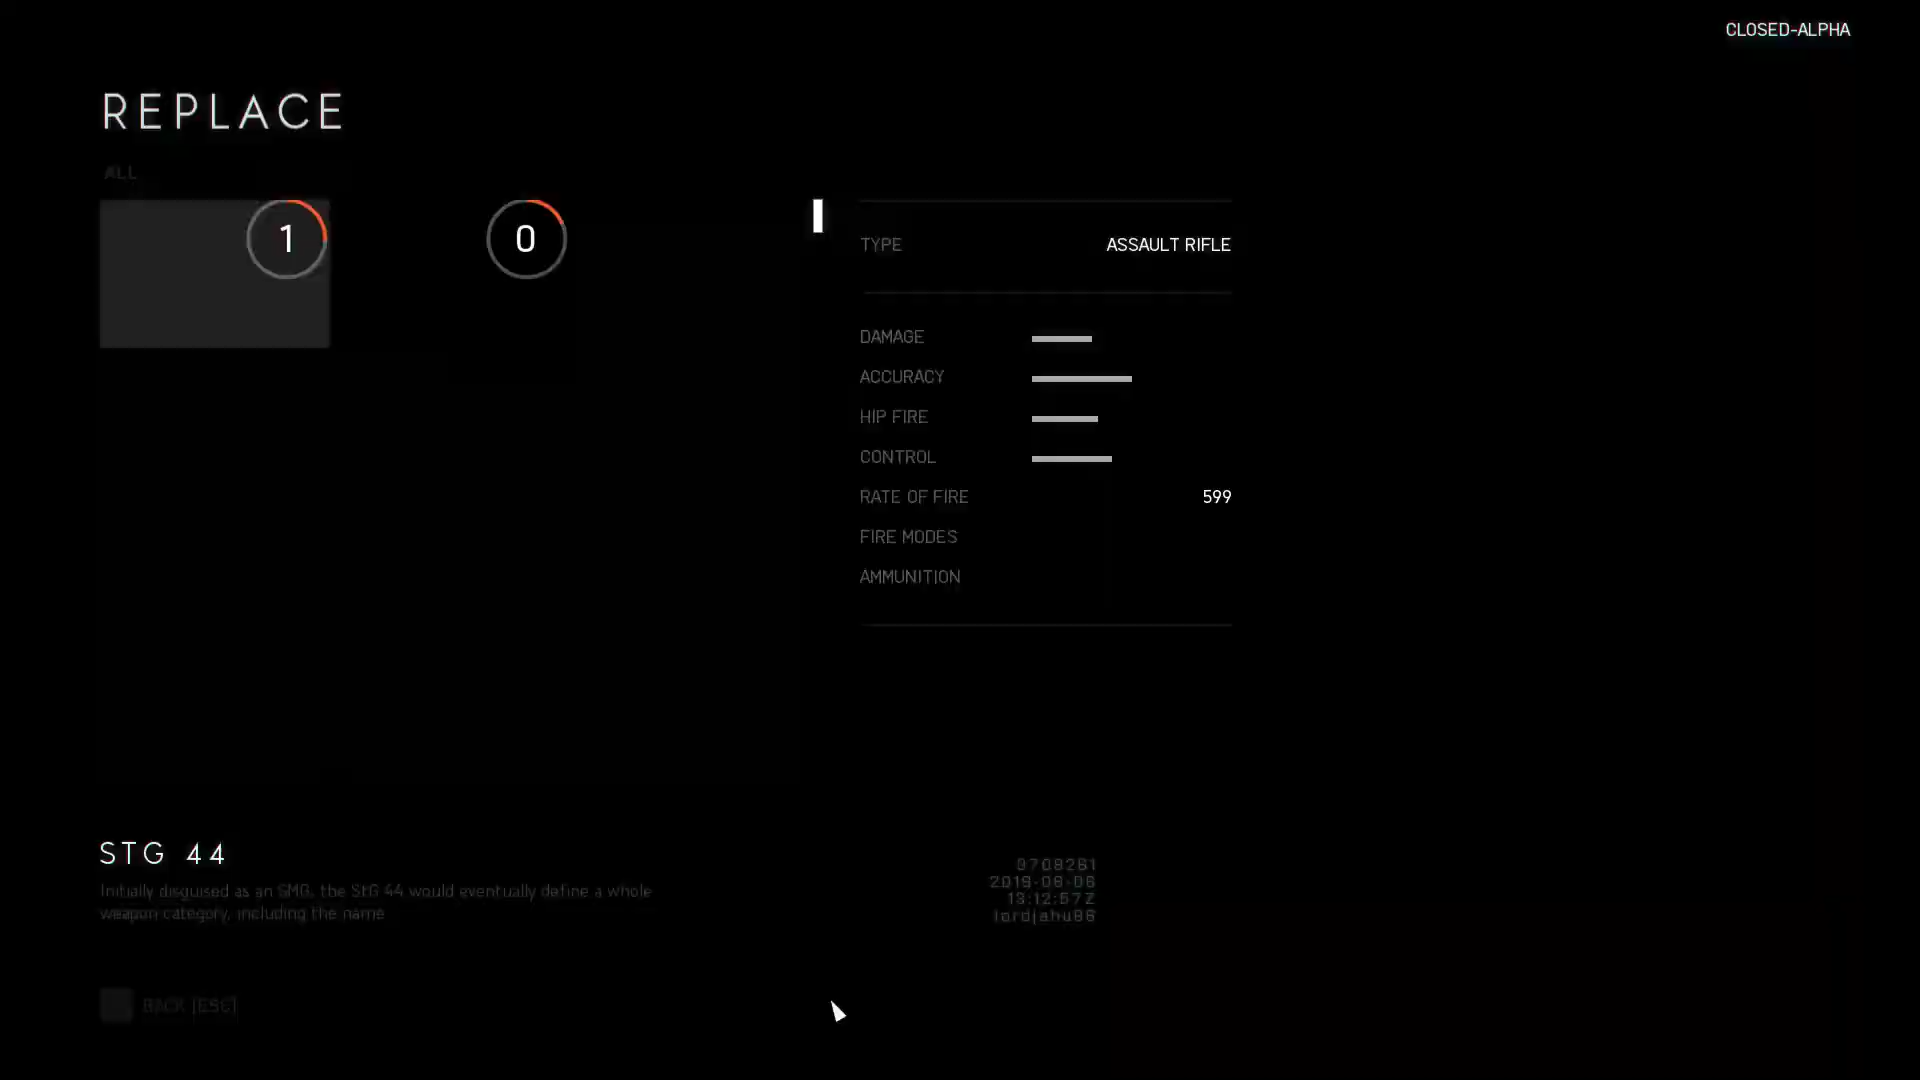 CLOSED-ALPHA
REPLACE
ALL
1
0
TYPE ASSAULT RIFLE
DAMAGE
ACCURACY
HIP FIRE
CONTROL
RATE OF FIRE 599
FIRE MODES
AMMUNITION
STG 44
Initially disguised as an SMG, the StG 44 would eventually define a whole
weapon category, including the name
2019-08-06
13:12:57Z
lordjahu86
BACK [ESC]